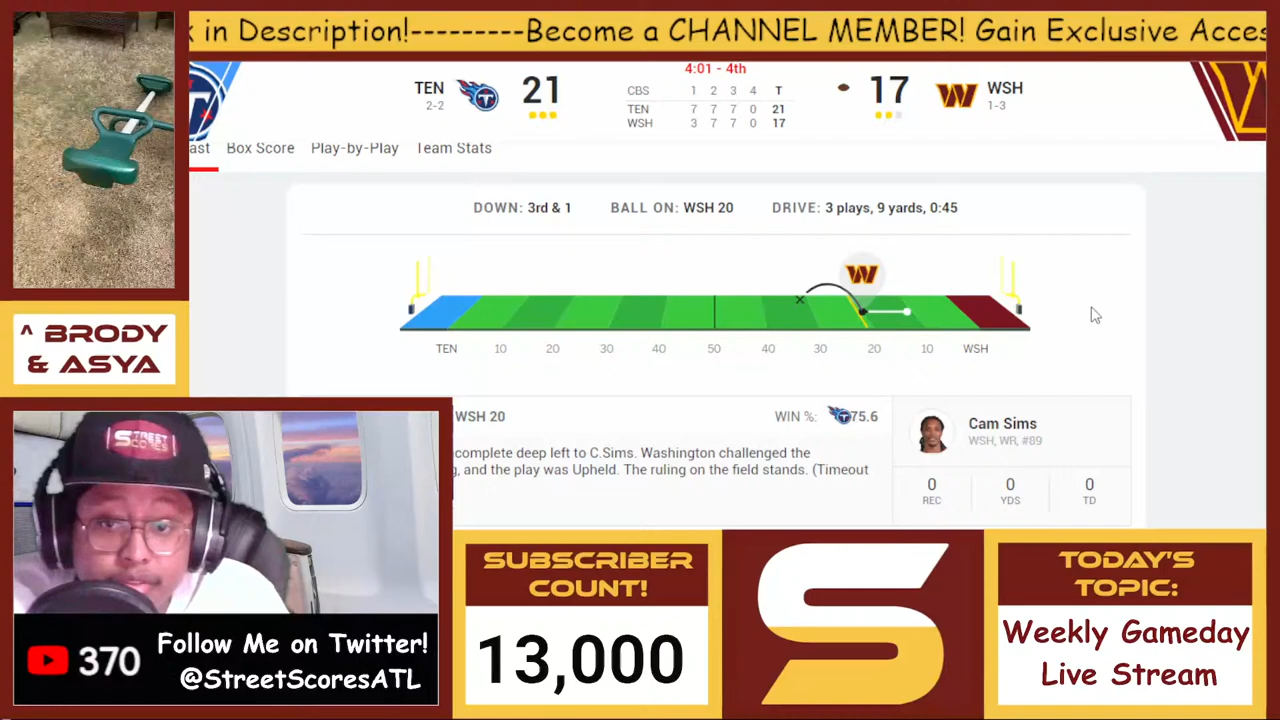 k in Description!---------Become a CHANNEL MEMBER! Gain Exclusive Acces
TEN
2-2
21
4:01 - 4th
CBS 1 2 3 4 T
TEN 7 7 7 0 21
WSH 3 7 7 0 17
17
W
WSH
1-3
ast Box Score Play-by-Play Team Stats
DOWN: 3rd & 1 BALL ON: WSH 20 DRIVE: 3 plays, 9 yards, 0:45
W
TEN 10 20 30 40 50 40 30 20 10 WSH
^ BRODY
& ASYA
WSH 20 WIN %: 75.6
complete deep left to C.Sims. Washington challenged the
g, and the play was Upheld. The ruling on the field stands. (Timeout
Cam Sims
WSH, WR, #89
0 0 0
REC YDS TD
STREET
SCORES
370
Follow Me on Twitter!
@StreetScoresATL
SUBSCRIBER
COUNT!
13,000
S
TODAY'S
TOPIC:
Weekly Gameday
Live Stream